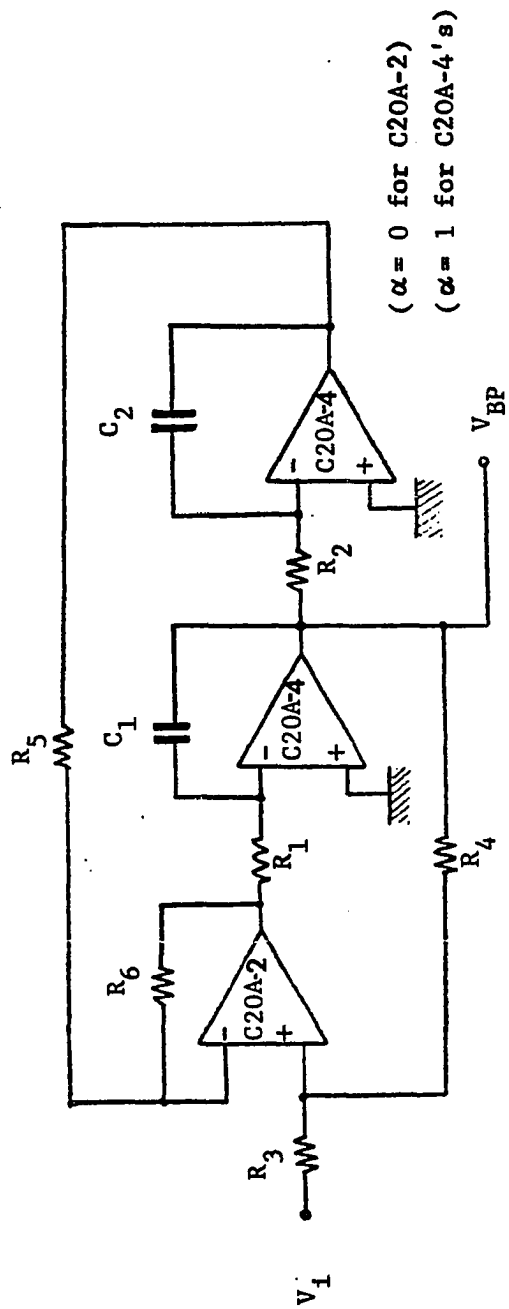 R5
C1
C2
R6
C20A-2
-
+
R1
C20A-4
-
+
R2
C20A-4
-
+
Vi
R3
R4
VBP
(α = 0 for C20A-2)
(α = 1 for C20A-4's)